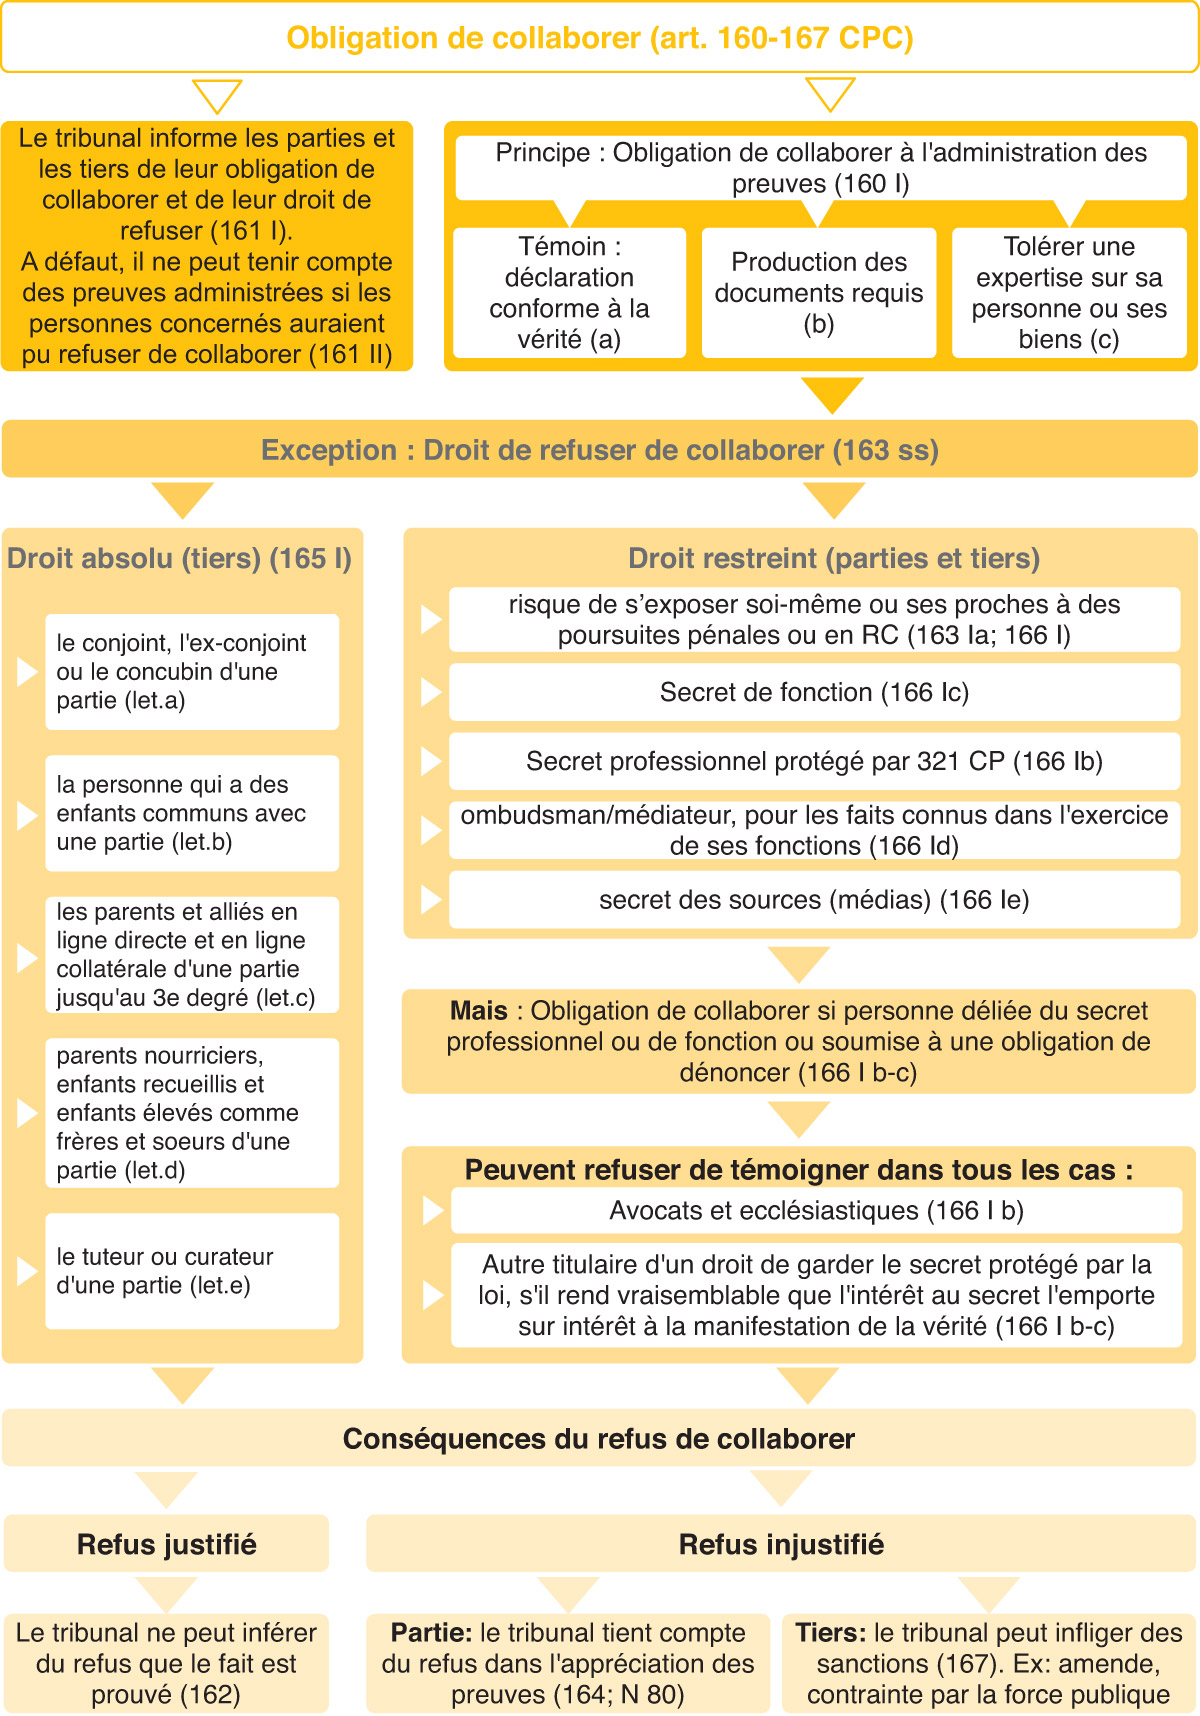 Obligation de collaborer (art. 160-167 CPC)
Le tribunal informe les parties et
les tiers de leur obligation de
collaborer et de leur droit de
refuser (161 I).
A défaut, il ne peut tenir compte
des preuves administrées si les
personnes concernés auraient
pu refuser de collaborer (161 II)
Principe : Obligation de collaborer à l'administration des
preuves (160 I)
Témoin :
déclaration
conforme à la
vérité (a)
Production des
documents requis
(b)
Tolérer une
expertise sur sa
personne ou ses
biens (c)
Exception : Droit de refuser de collaborer (163 ss)
Droit absolu (tiers) (165 I)
le conjoint, l'ex-conjoint
ou le concubin d'une
partie (let.a)
la personne qui a des
enfants communs avec
une partie (let.b)
les parents et alliés en
ligne directe et en ligne
collatérale d'une partie
jusqu'au 3e degré (let.c)
parents nourriciers,
enfants recueillis et
enfants élevés comme
frères et soeurs d'une
partie (let.d)
le tuteur ou curateur
d'une partie (let.e)
Droit restreint (parties et tiers)
risque de s’exposer soi-même ou ses proches à des
poursuites pénales ou en RC (163 Ia; 166 I)
Secret de fonction (166 Ic)
Secret professionnel protégé par 321 CP (166 Ib)
ombudsman/médiateur, pour les faits connus dans l'exercice
de ses fonctions (166 Id)
secret des sources (médias) (166 Ie)
Mais : Obligation de collaborer si personne déliée du secret
professionnel ou de fonction ou soumise à une obligation de
dénoncer (166 I b-c)
Peuvent refuser de témoigner dans tous les cas :
Avocats et ecclésiastiques (166 I b)
Autre titulaire d'un droit de garder le secret protégé par la
loi, s'il rend vraisemblable que l'intérêt au secret l'emporte
sur intérêt à la manifestation de la vérité (166 I b-c)
Conséquences du refus de collaborer
Refus justifié
Le tribunal ne peut inférer
du refus que le fait est
prouvé (162)
Refus injustifié
Partie: le tribunal tient compte
du refus dans l'appréciation des
preuves (164; N 80)
Tiers: le tribunal peut infliger des
sanctions (167). Ex: amende,
contrainte par la force publique